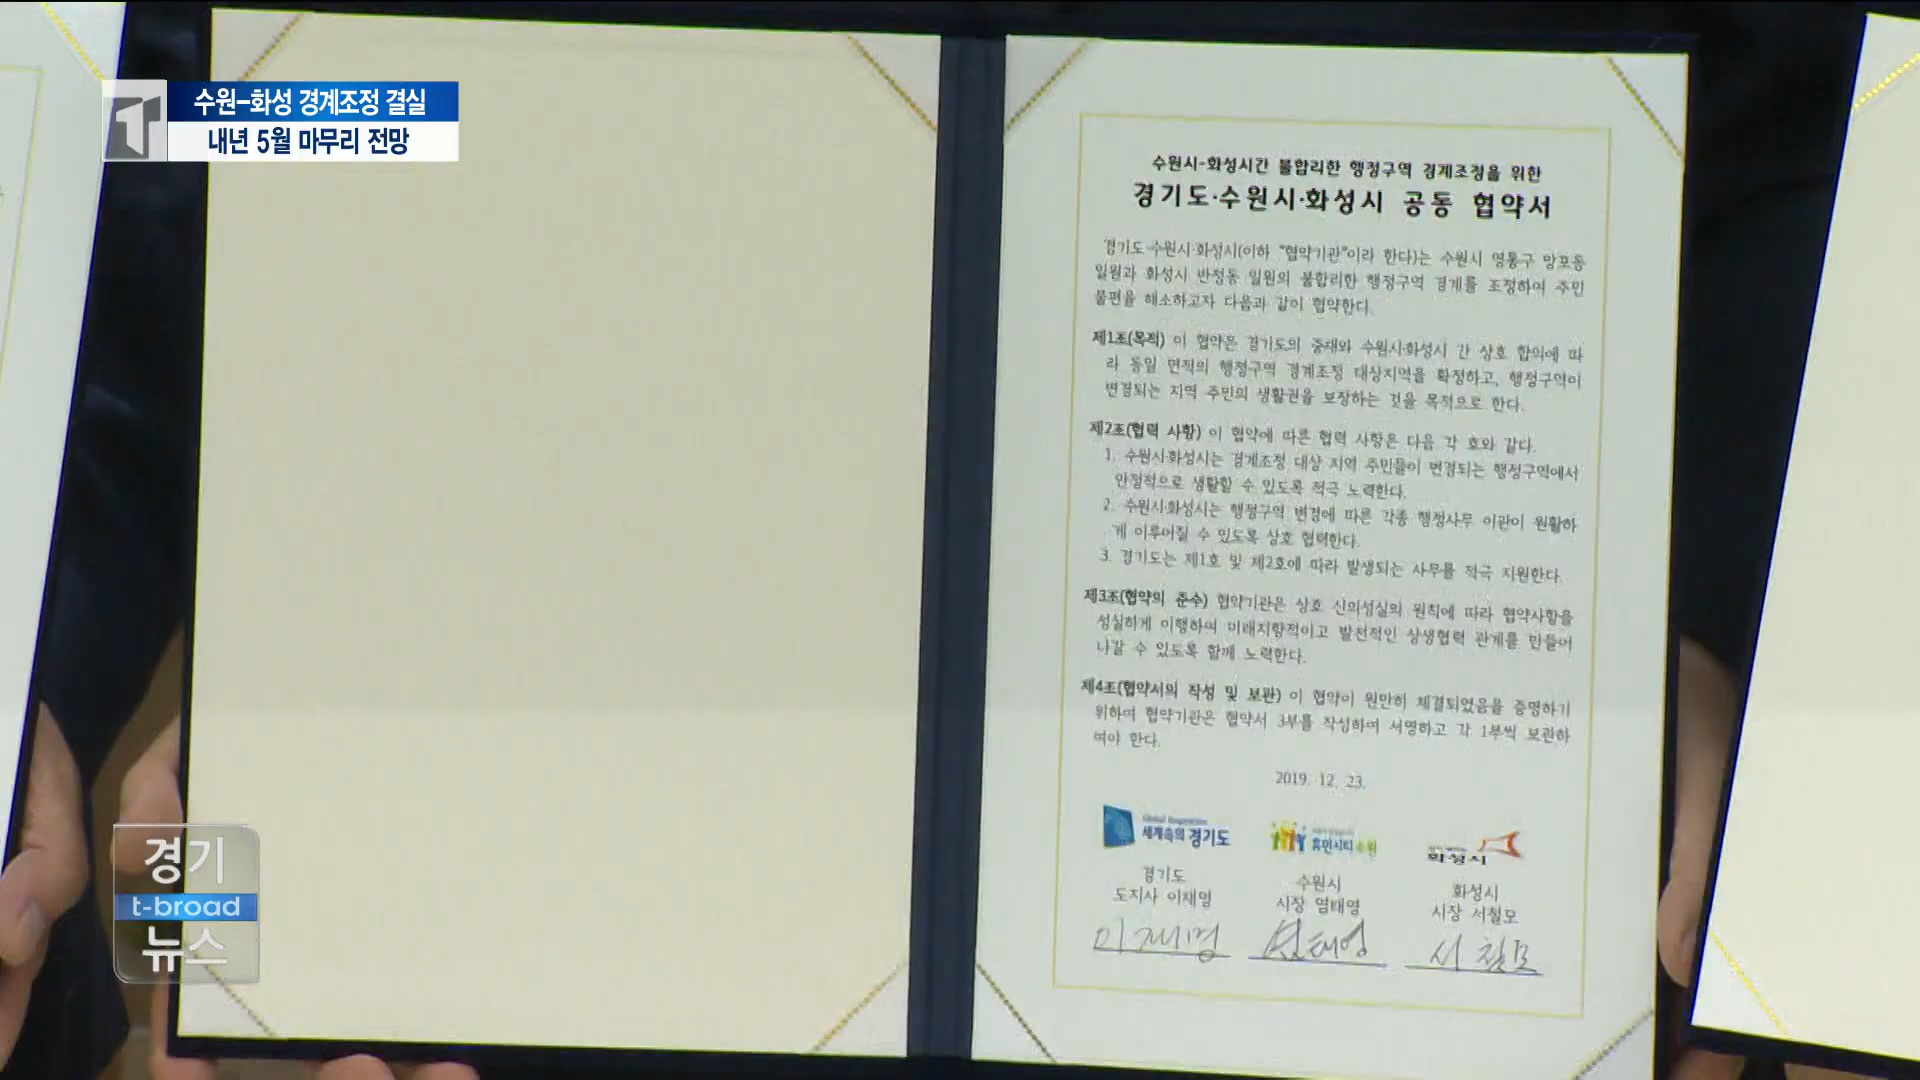 수원-화성 경계조정 결실
내년 5월 마무리 전망
수원시-화성시간 불합리한 행정구역 경계조정을 위한
경기도·수원시·화성시 공동 협약서
경기도·수원시·화성시(이하 "협약기관"이라 한다)는 수원시 영통구 망포동
일원과 화성시 반정동 일원의 불합리한 행정구역 경계를 조정하여 주민
불편을 해소하고자 다음과 같이 협약한다.
제1조(목적) 이 협약은 경기도의 중재와 수원시·화성시 간 상호 합의에 따
라 동일 면적의 행정구역 경계조정 대상지역을 확정하고, 행정구역이
변경되는 지역 주민의 생활권을 보장하는 것을 목적으로 한다.
제2조(협력 사항) 이 협약에 따른 협력 사항은 다음 각 호와 같다.
1. 수원시·화성시는 경계조정 대상 지역 주민들이 변경되는 행정구역에서
안정적으로 생활할 수 있도록 적극 노력한다.
2. 수원시·화성시는 행정구역 변경에 따른 각종 행정사무 이관이 원활하
게 이루어질 수 있도록 상호 협력한다.
3. 경기도는 제1호 및 제2호에 따라 발생되는 사무를 적극 지원한다.
제3조(협약의 준수) 협약기관은 상호 신의성실의 원칙에 따라 협약사항을
성실하게 이행하여 미래지향적이고 발전적인 상생협력 관계를 만들어
나갈 수 있도록 함께 노력한다.
제4조(협약서의 작성 및 보관) 이 협약이 원만히 체결되었음을 증명하기
위하여 협약기관은 협약서 3부를 작성하여 서명하고 각 1부씩 보관하
여야 한다.
2019. 12. 23.
Global Inspiration
세계속의 경기도
휴먼시티 수원
화성시
경기도
도지사 이재명
수원시
시장 염태영
화성시
시장 서철모
이재명
염태영
서철모
경기
t-broad
뉴스